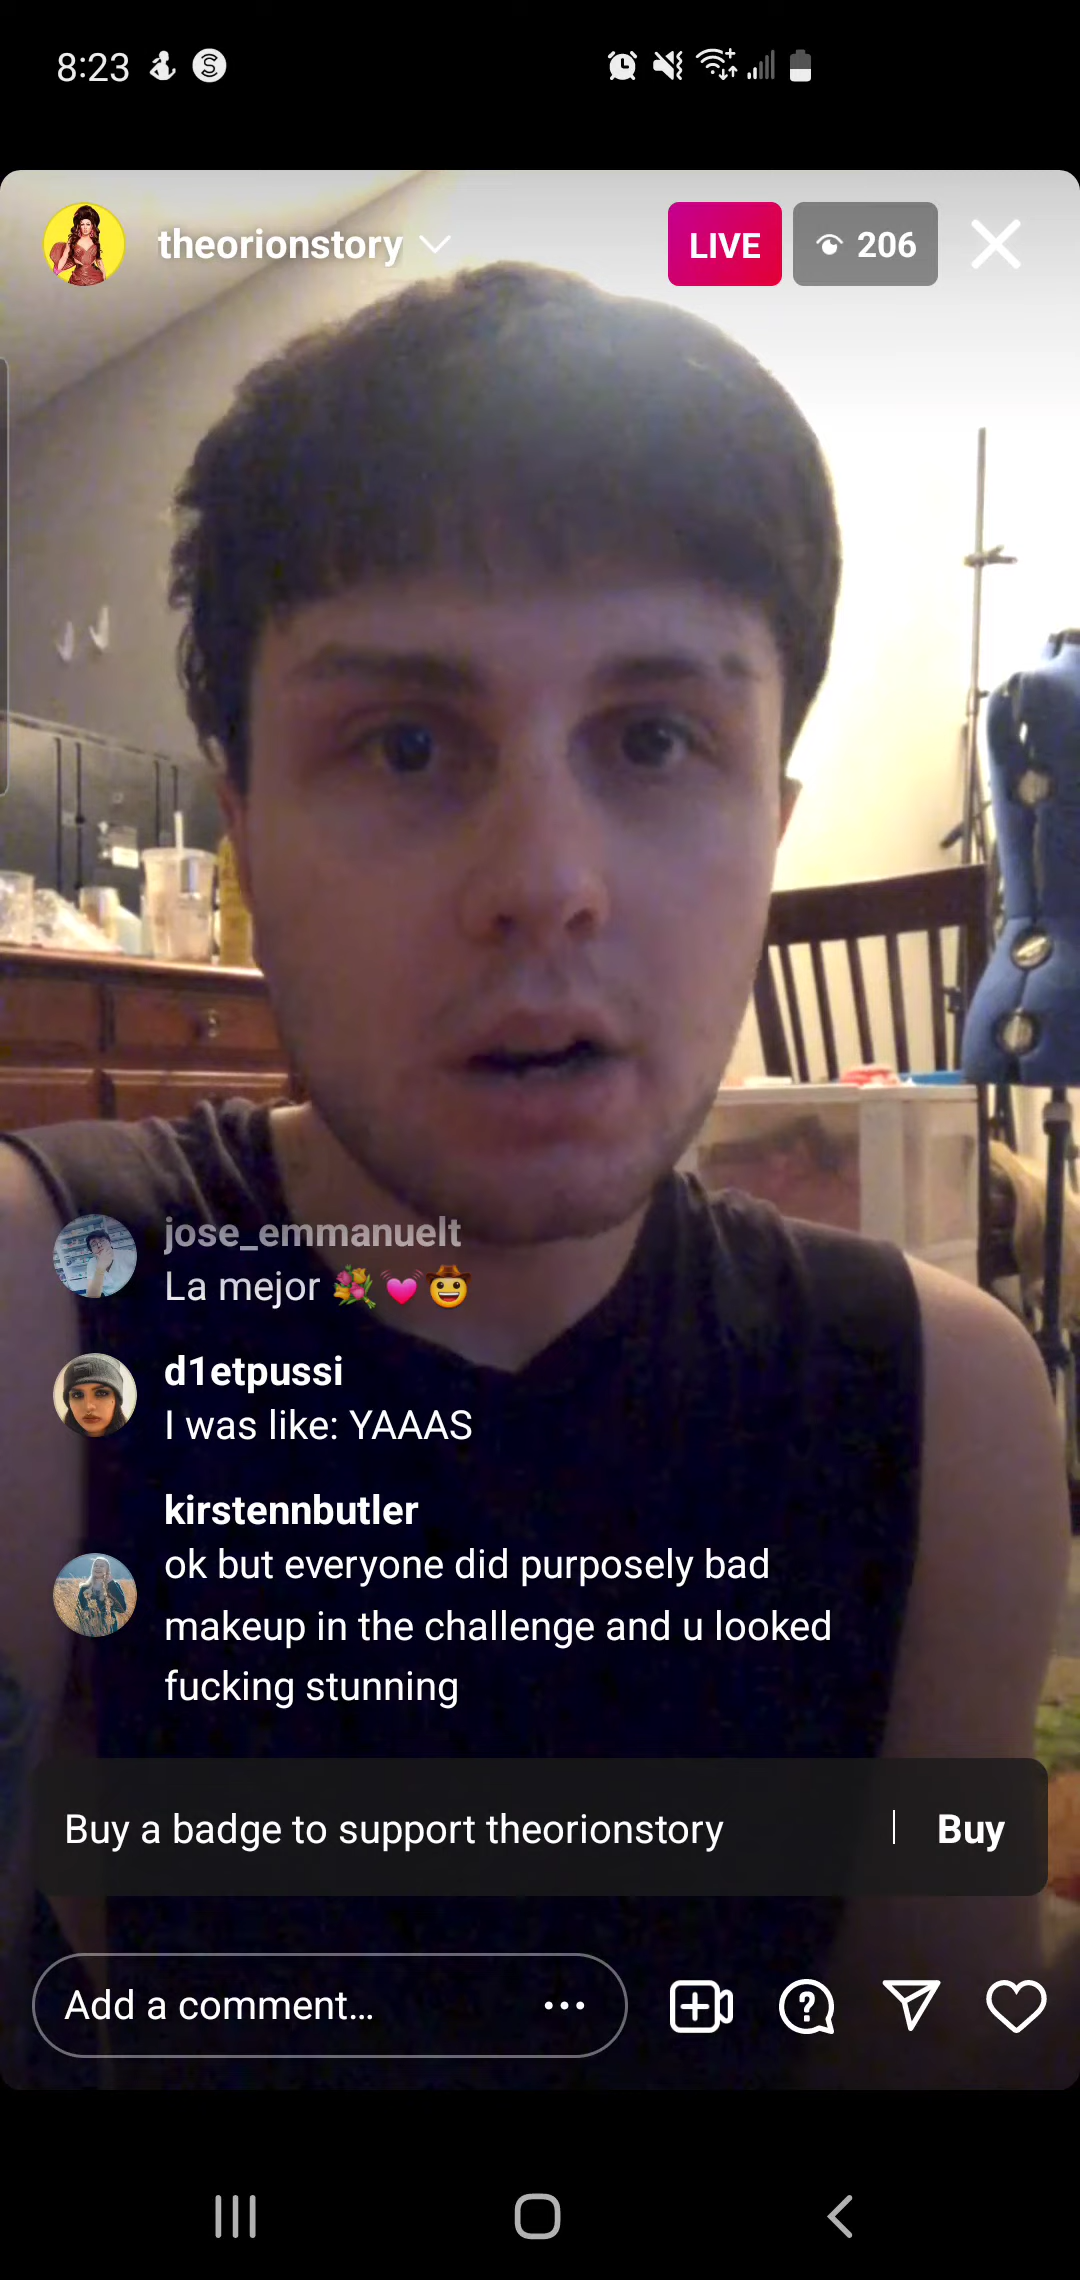 8:23
theorionstory
LIVE
206
jose_emmanuelt
La mejor 💐💓🤠
d1etpussi
I was like: YAAAS
kirstennbutler
ok but everyone did purposely bad
makeup in the challenge and u looked
fucking stunning
Buy a badge to support theorionstory | Buy
Add a comment...